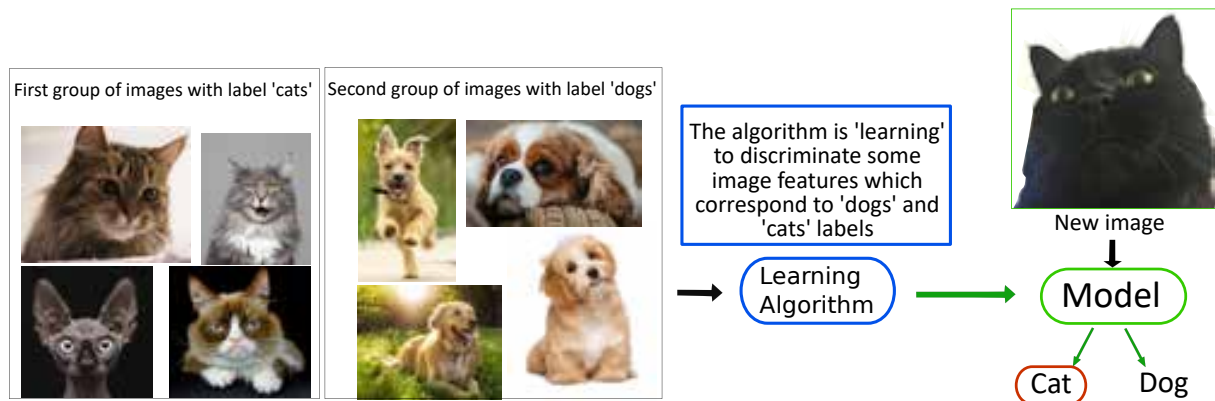 First group of images with label 'cats'
Second group of images with label 'dogs'
The algorithm is 'learning'
to discriminate some
image features which
correspond to 'dogs' and
'cats' labels
Learning
Algorithm
New image
Model
Cat
Dog